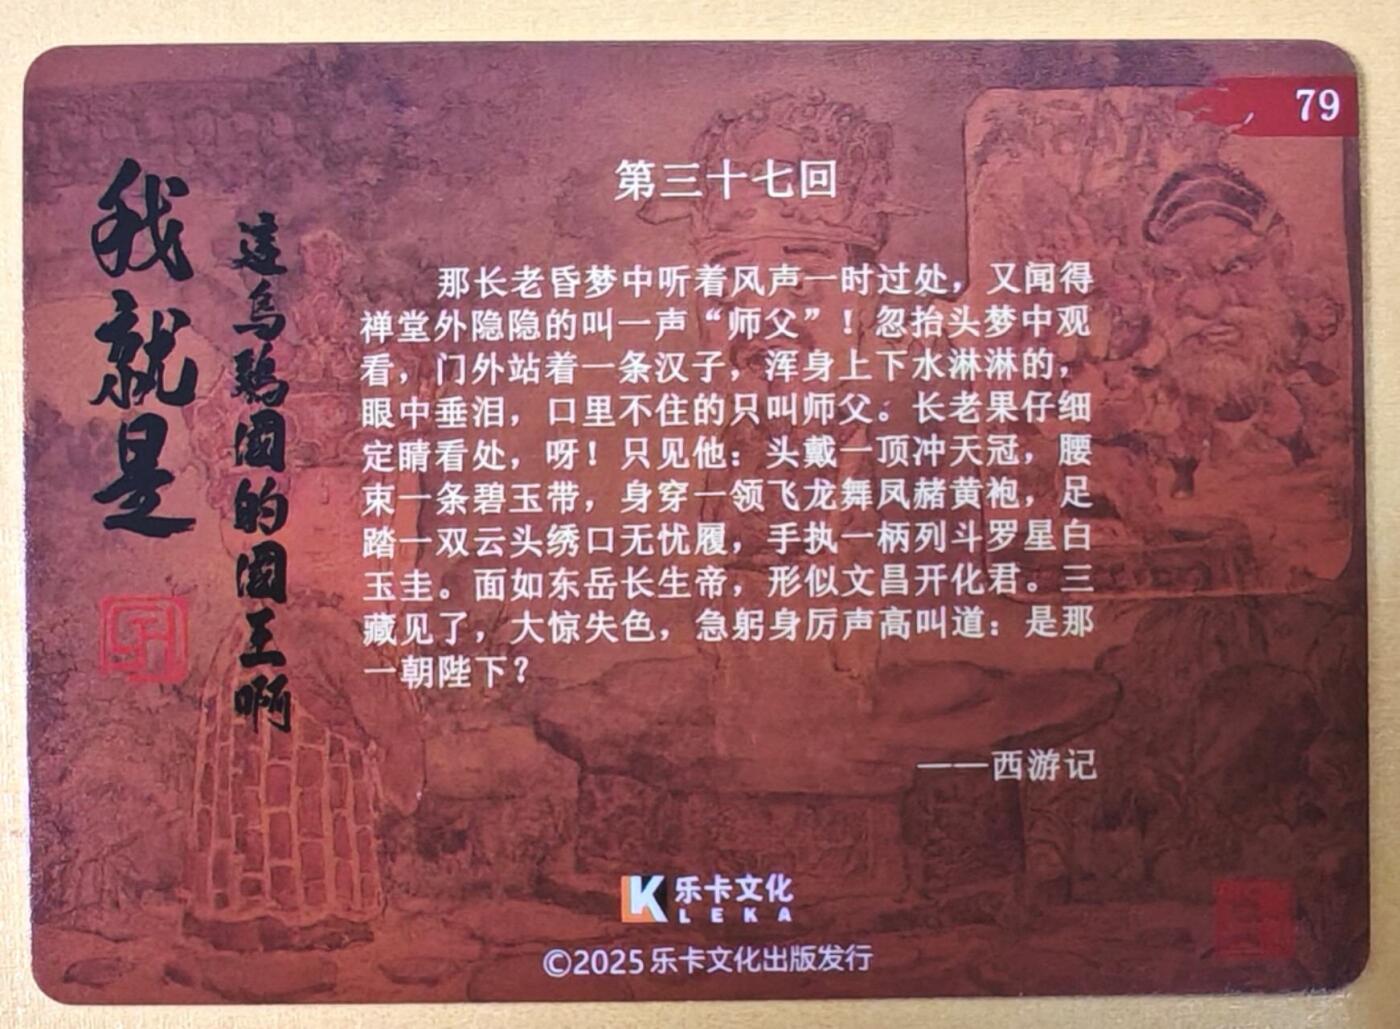 79
我就是
這烏鷄國的國王啊
第三十七回
那长老昏梦中听着风声一时过处，又闻得
禅堂外隐隐的叫一声“师父”！忽抬头梦中观
看，门外站着一条汉子，浑身上下水淋淋的，
眼中垂泪，口里不住的只叫师父。长老果仔细
定睛看处，呀！只见他：头戴一顶冲天冠，腰
束一条碧玉带，身穿一领飞龙舞凤赭黄袍，足
踏一双云头绣口无忧履，手执一柄列斗罗星白
玉圭。面如东岳长生帝，形似文昌开化君。三
藏见了，大惊失色，急躬身厉声高叫道：是那
一朝陛下？
——西游记
K 乐卡文化
LEKA
©2025乐卡文化出版发行